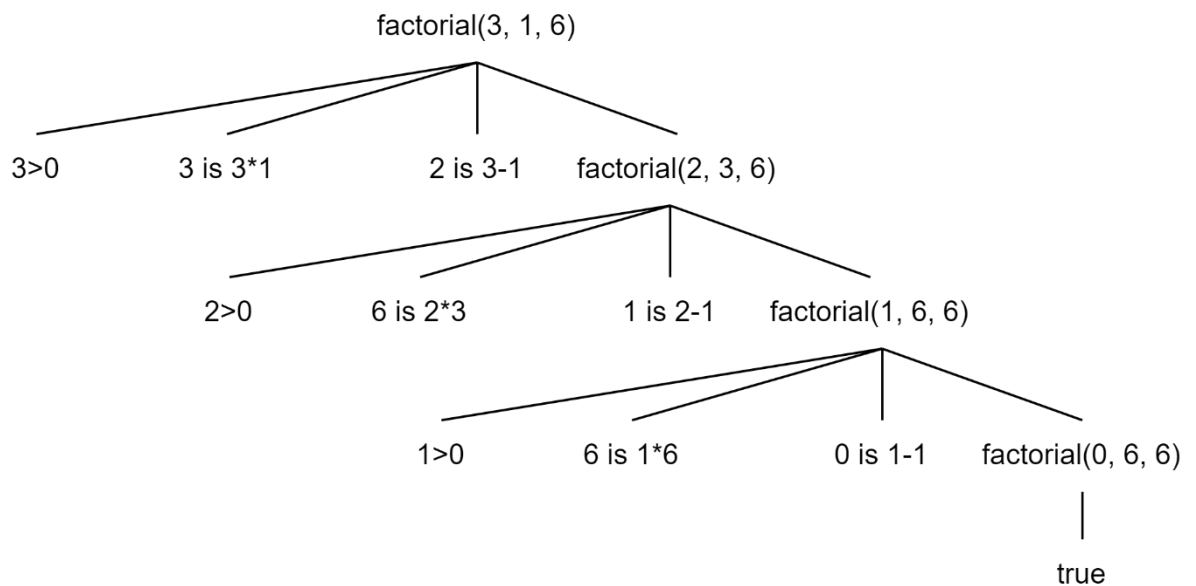 factorial(3, 1, 6)
3>0 3 is 3*1 2 is 3-1 factorial(2, 3, 6)
2>0 6 is 2*3 1 is 2-1 factorial(1, 6, 6)
1>0 6 is 1*6 0 is 1-1 factorial(0, 6, 6)
true